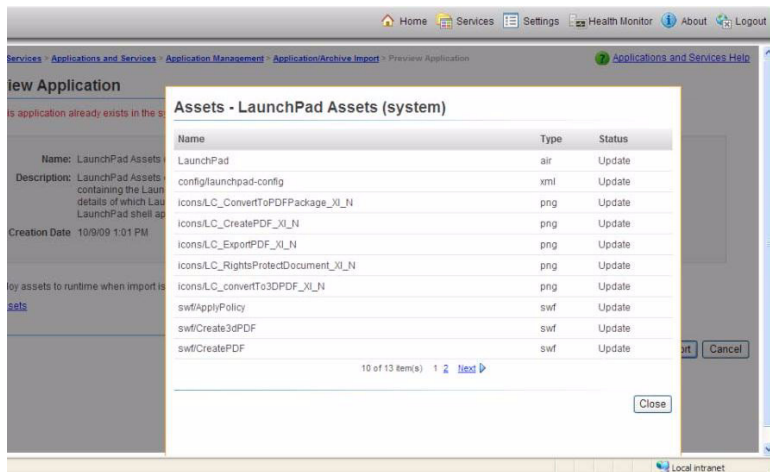 Home Services Settings Health Monitor About Logout
Services > Applications and Services > Application Management > Application/Archive Import > Preview Application
Applications and Services Help
iew Application
is application already exists in the s
Name: LaunchPad Assets
Description: LaunchPad Assets
containing the Laun
details of which Lau
LaunchPad shell ap
Creation Date 10/9/09 1:01 PM
loy assets to runtime when import is
sets
Assets - LaunchPad Assets (system)
Name Type Status
LaunchPad air Update
config/launchpad-config xml Update
icons/LC_ConvertToPDFPackage_XI_N png Update
icons/LC_CreatePDF_XI_N png Update
icons/LC_ExportPDF_XI_N png Update
icons/LC_RightsProtectDocument_XI_N png Update
icons/LC_convertTo3DPDF_XI_N png Update
swf/ApplyPolicy swf Update
swf/Create3dPDF swf Update
swf/CreatePDF swf Update
10 of 13 item(s) 1 2 Next
Close
ort Cancel
Local intranet